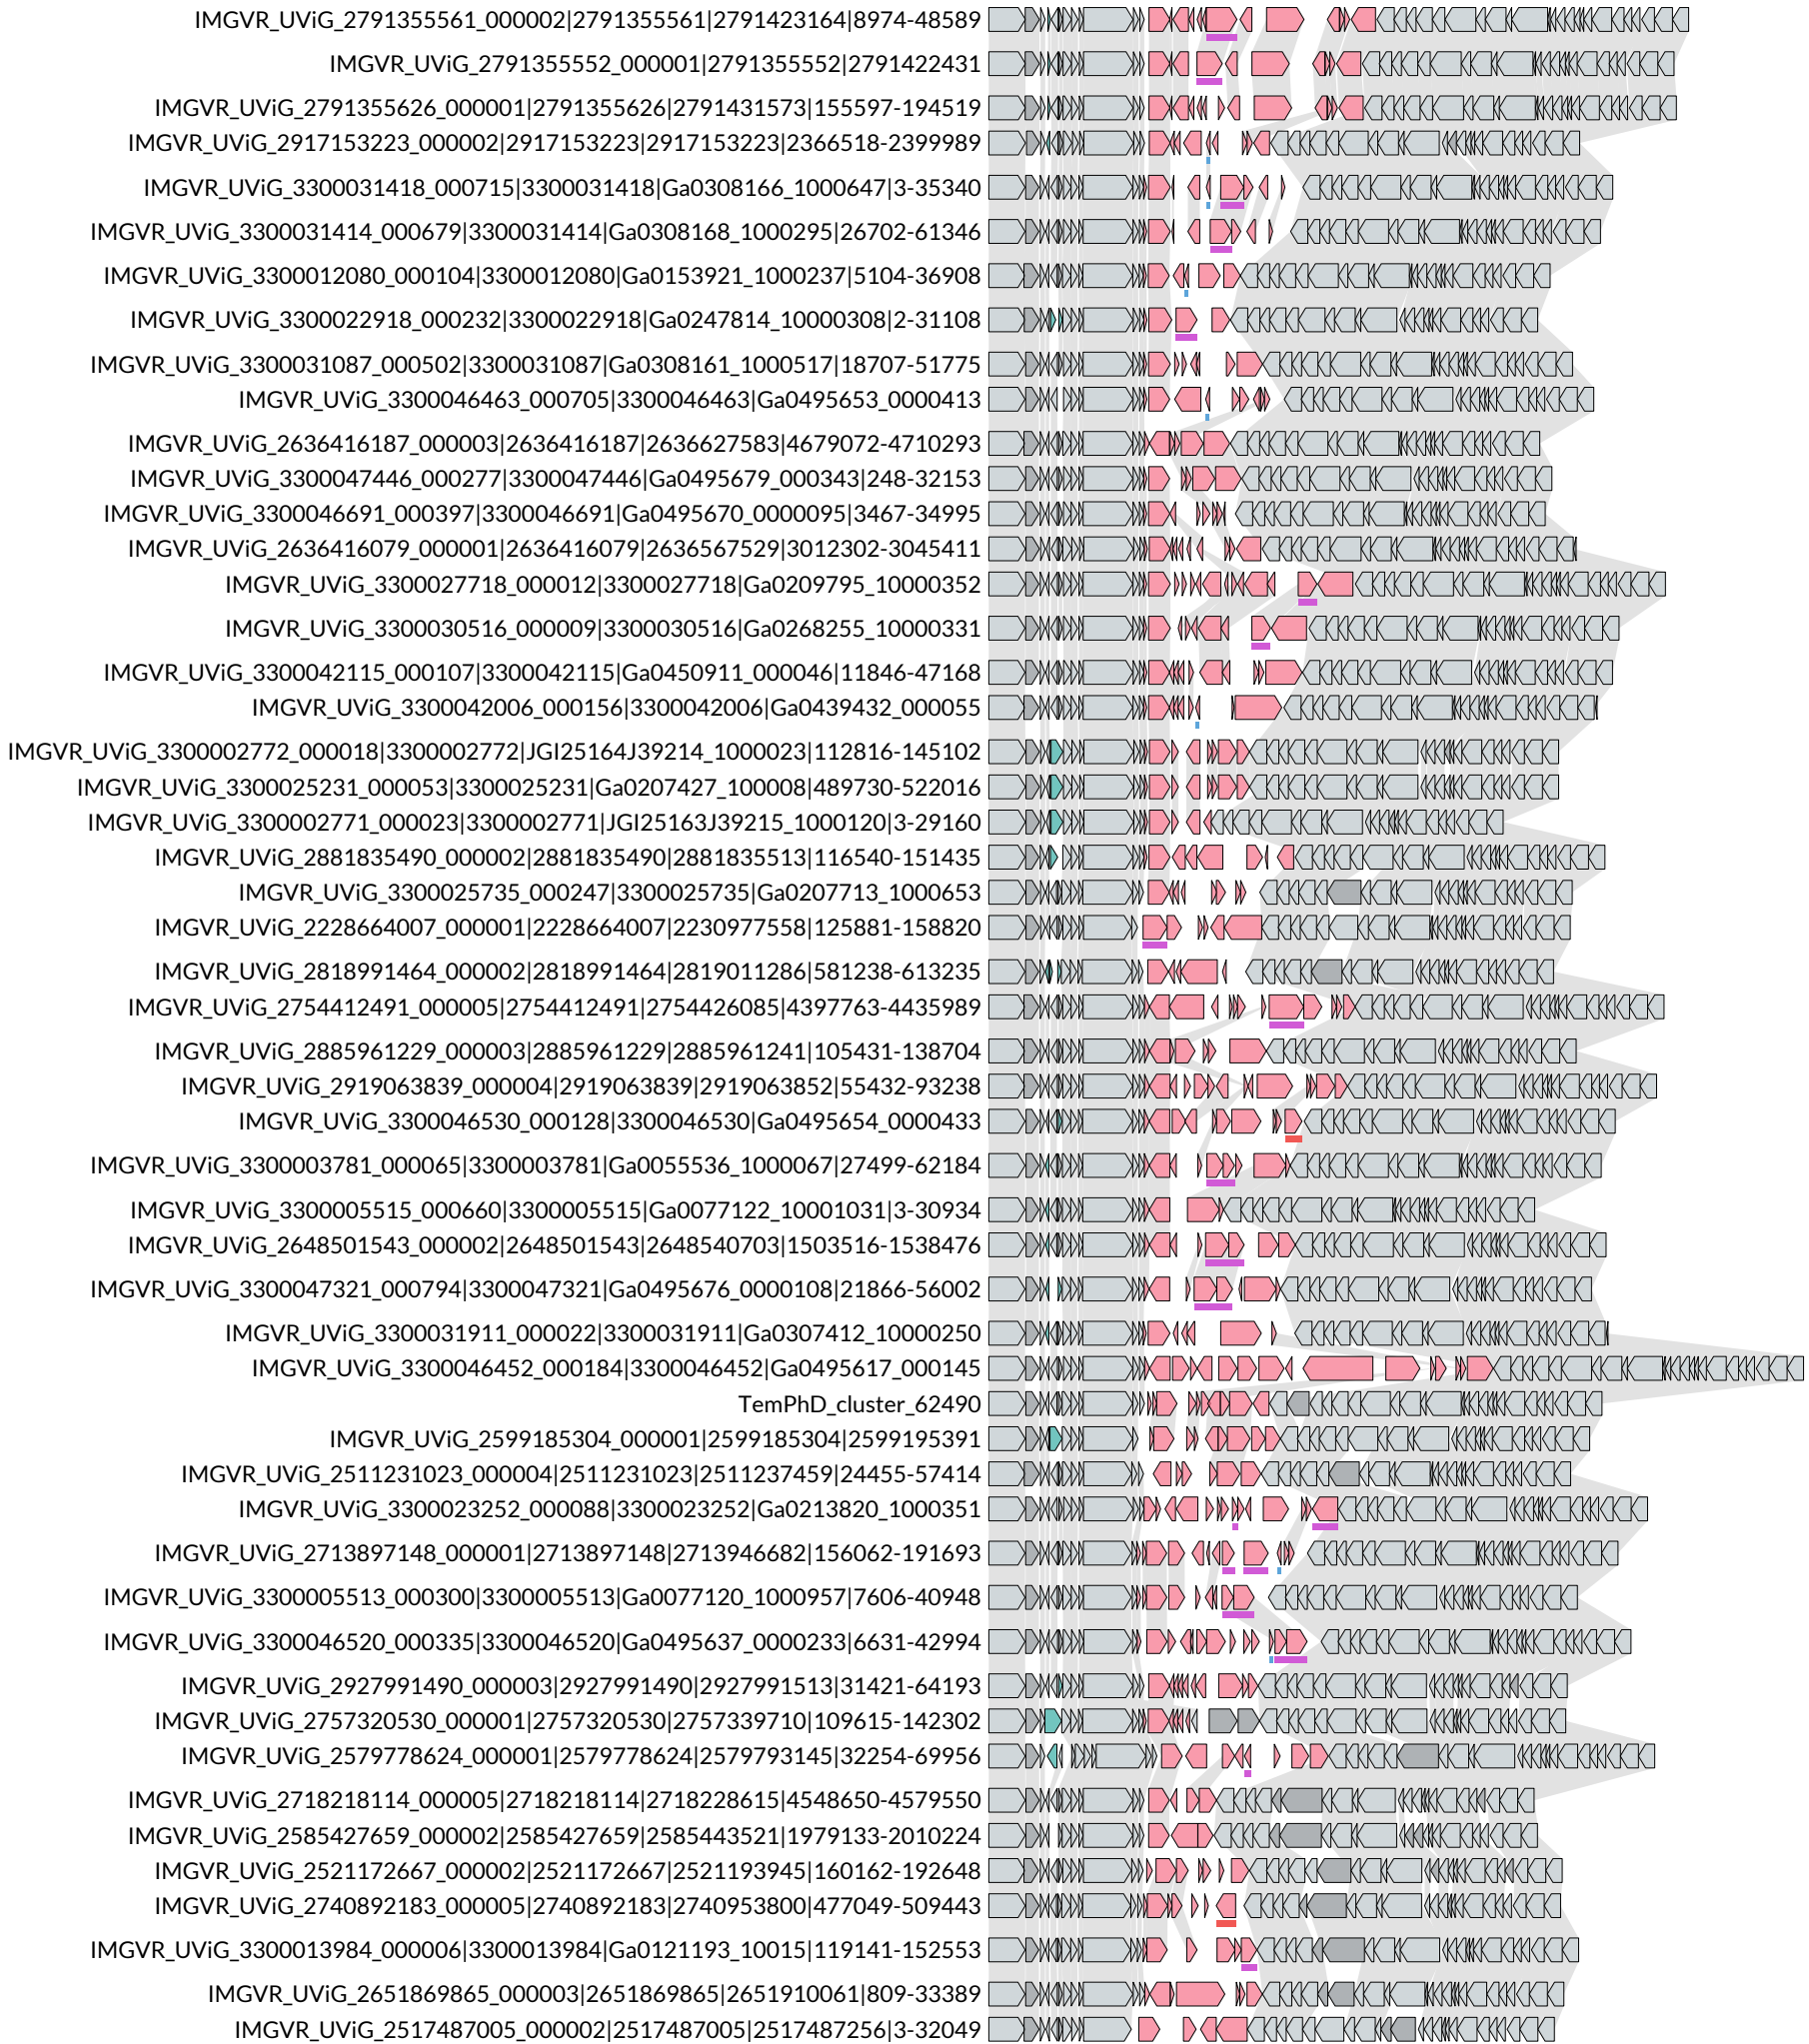 IMGVR_UViG_2791355561_000002|2791355561|2791423164|8974-48589
IMGVR_UViG_2791355552_000001|2791355552|2791422431
IMGVR_UViG_2791355626_000001|2791355626|2791431573|155597-194519
IMGVR_UViG_2917153223_000002|2917153223|2917153223|2366518-2399989
IMGVR_UViG_3300031418_000715|3300031418|Ga0308166_1000647|3-35340
IMGVR_UViG_3300031414_000679|3300031414|Ga0308168_1000295|26702-61346
IMGVR_UViG_3300012080_000104|3300012080|Ga0153921_1000237|5104-36908
IMGVR_UViG_3300022918_000232|3300022918|Ga0247814_10000308|2-31108
IMGVR_UViG_3300031087_000502|3300031087|Ga0308161_1000517|18707-51775
IMGVR_UViG_3300046463_000705|3300046463|Ga0495653_0000413
IMGVR_UViG_2636416187_000003|2636416187|2636627583|4679072-4710293
IMGVR_UViG_3300047446_000277|3300047446|Ga0495679_000343|248-32153
IMGVR_UViG_3300046691_000397|3300046691|Ga0495670_0000095|3467-34995
IMGVR_UViG_2636416079_000001|2636416079|2636567529|3012302-3045411
IMGVR_UViG_3300027718_000012|3300027718|Ga0209795_10000352
IMGVR_UViG_3300030516_000009|3300030516|Ga0268255_10000331
IMGVR_UViG_3300042115_000107|3300042115|Ga0450911_000046|11846-47168
IMGVR_UViG_3300042006_000156|3300042006|Ga0439432_000055
IMGVR_UViG_3300002772_000018|3300002772|JGI25164J39214_1000023|112816-145102
IMGVR_UViG_3300025231_000053|3300025231|Ga0207427_100008|489730-522016
IMGVR_UViG_3300002771_000023|3300002771|JGI25163J39215_1000120|3-29160
IMGVR_UViG_2881835490_000002|2881835490|2881835513|116540-151435
IMGVR_UViG_3300025735_000247|3300025735|Ga0207713_1000653
IMGVR_UViG_2228664007_000001|2228664007|2230977558|125881-158820
IMGVR_UViG_2818991464_000002|2818991464|2819011286|581238-613235
IMGVR_UViG_2754412491_000005|2754412491|2754426085|4397763-4435989
IMGVR_UViG_2885961229_000003|2885961229|2885961241|105431-138704
IMGVR_UViG_2919063839_000004|2919063839|2919063852|55432-93238
IMGVR_UViG_3300046530_000128|3300046530|Ga0495654_0000433
IMGVR_UViG_3300003781_000065|3300003781|Ga0055536_1000067|27499-62184
IMGVR_UViG_3300005515_000660|3300005515|Ga0077122_10001031|3-30934
IMGVR_UViG_2648501543_000002|2648501543|2648540703|1503516-1538476
IMGVR_UViG_3300047321_000794|3300047321|Ga0495676_0000108|21866-56002
IMGVR_UViG_3300031911_000022|3300031911|Ga0307412_10000250
IMGVR_UViG_3300046452_000184|3300046452|Ga0495617_000145
TemPhD_cluster_62490
IMGVR_UViG_2599185304_000001|2599185304|2599195391
IMGVR_UViG_2511231023_000004|2511231023|2511237459|24455-57414
IMGVR_UViG_3300023252_000088|3300023252|Ga0213820_1000351
IMGVR_UViG_2713897148_000001|2713897148|2713946682|156062-191693
IMGVR_UViG_3300005513_000300|3300005513|Ga0077120_1000957|7606-40948
IMGVR_UViG_3300046520_000335|3300046520|Ga0495637_0000233|6631-42994
IMGVR_UViG_2927991490_000003|2927991490|2927991513|31421-64193
IMGVR_UViG_2757320530_000001|2757320530|2757339710|109615-142302
IMGVR_UViG_2579778624_000001|2579778624|2579793145|32254-69956
IMGVR_UViG_2718218114_000005|2718218114|2718228615|4548650-4579550
IMGVR_UViG_2585427659_000002|2585427659|2585443521|1979133-2010224
IMGVR_UViG_2521172667_000002|2521172667|2521193945|160162-192648
IMGVR_UViG_2740892183_000005|2740892183|2740953800|477049-509443
IMGVR_UViG_3300013984_000006|3300013984|Ga0121193_10015|119141-152553
IMGVR_UViG_2651869865_000003|2651869865|2651910061|809-33389
IMGVR_UViG_2517487005_000002|2517487005|2517487256|3-32049